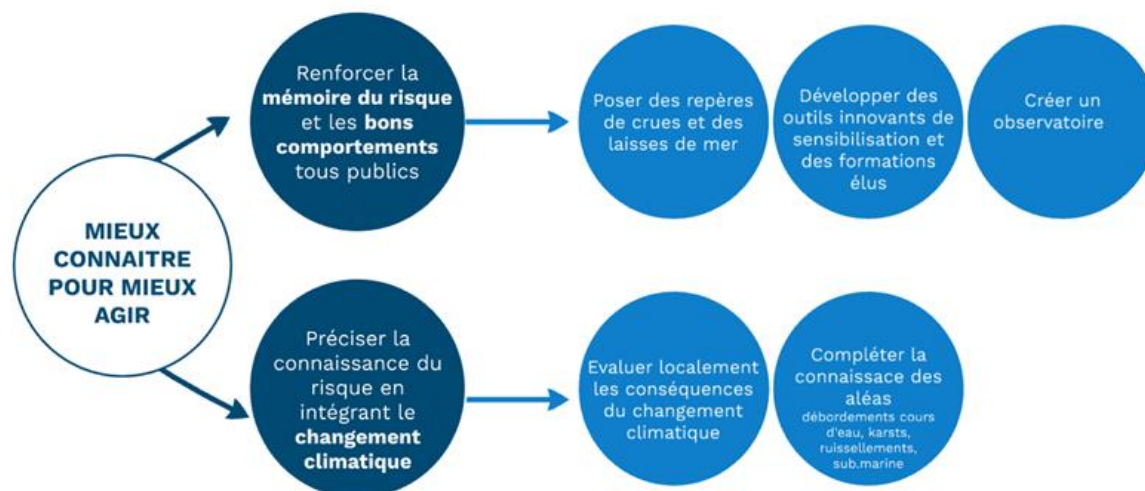 MIEUX
CONNAITRE
POUR MIEUX
AGIR
Renforcer la
mémoire du risque
et les bons
comportements
tous publics
Poser des repères
de crues et des
laisses de mer
Développer des
outils innovants de
sensibilisation et
des formations
élus
Créer un
observatoire
Préciser la
connaissance du
risque en
intégrant le
changement
climatique
Evaluer localement
les conséquences
du changement
climatique
Compléter la
connaissace des
aléas
débordements cours
d'eau, karsts,
ruissellements,
sub.marine